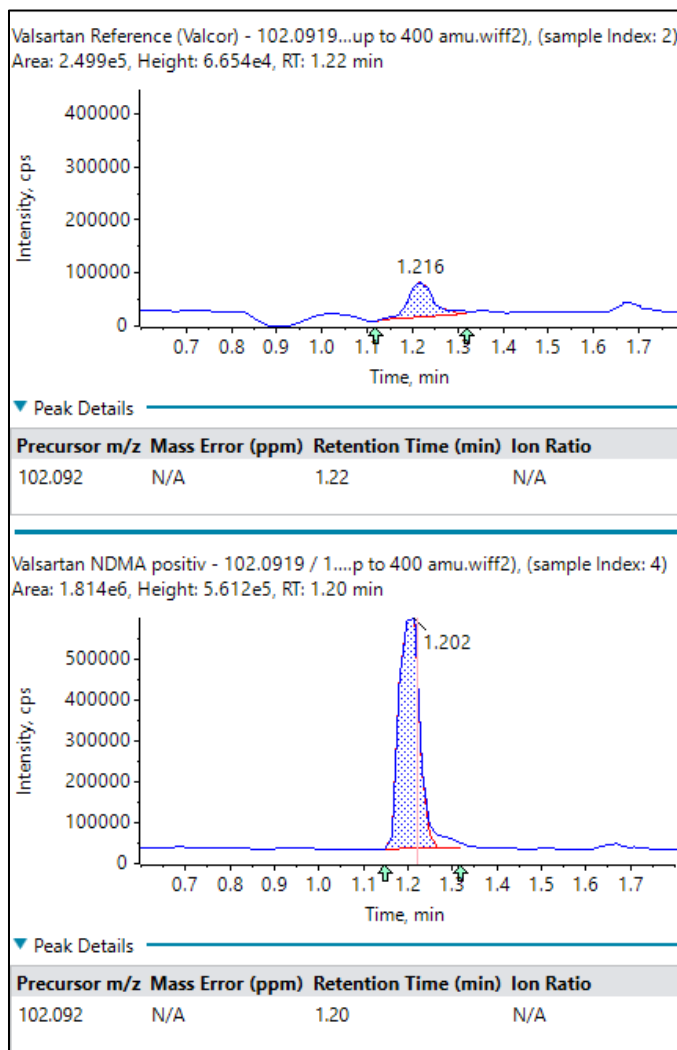 Valsartan Reference (Valcor) - 102.0919...up to 400 amu.wiff2), (sample Index: 2)
Area: 2.499e5, Height: 6.654e4, RT: 1.22 min
Intensity, cps
400000
300000
200000
100000
0
1.216
0.7 0.8 0.9 1.0 1.1 1.2 1.3 1.4 1.5 1.6 1.7
Time, min
Peak Details
Precursor m/z Mass Error (ppm) Retention Time (min) Ion Ratio
102.092 N/A 1.22 N/A
Valsartan NDMA positiv - 102.0919 / 1....p to 400 amu.wiff2), (sample Index: 4)
Area: 1.814e6, Height: 5.612e5, RT: 1.20 min
Intensity, cps
500000
400000
300000
200000
100000
0
1.202
0.7 0.8 0.9 1.0 1.1 1.2 1.3 1.4 1.5 1.6 1.7
Time, min
Peak Details
Precursor m/z Mass Error (ppm) Retention Time (min) Ion Ratio
102.092 N/A 1.20 N/A